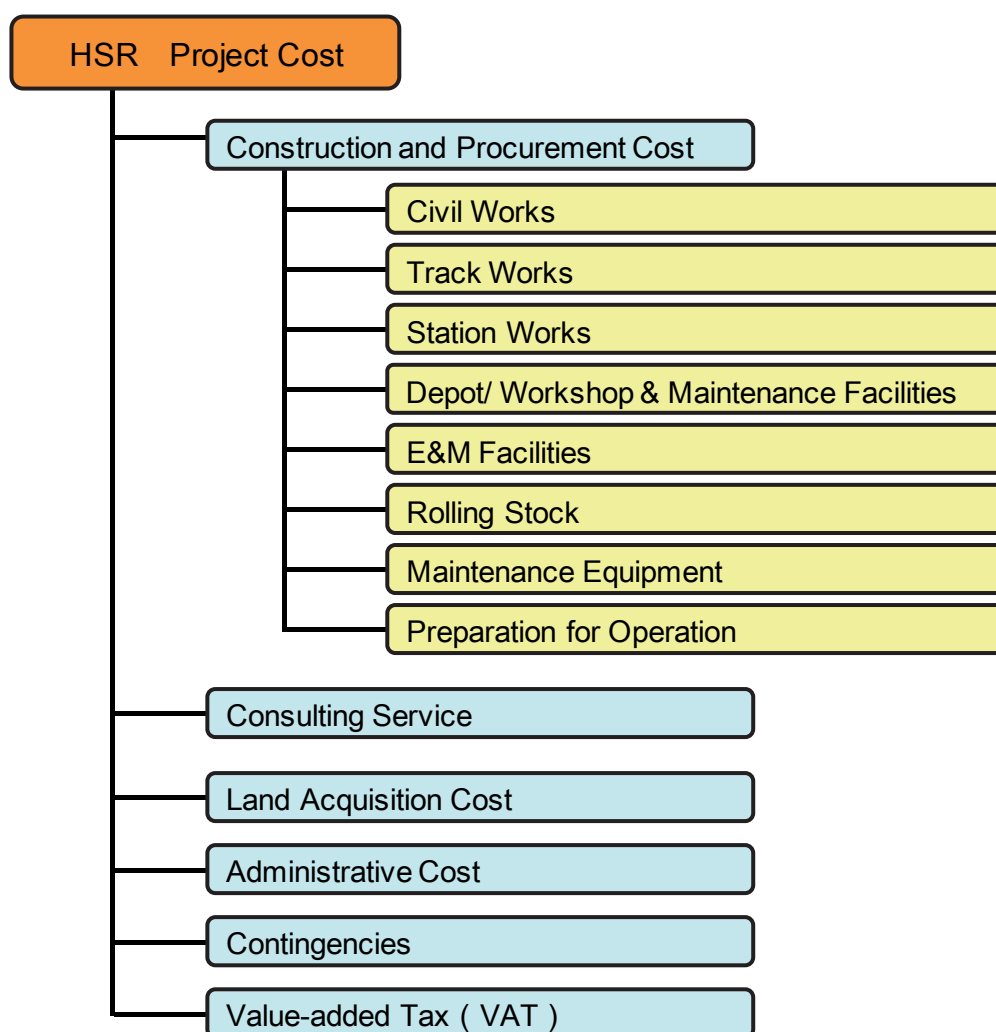 HSR Project Cost
Construction and Procurement Cost
Civil Works
Track Works
Station Works
Depot/ Workshop & Maintenance Facilities
E&M Facilities
Rolling Stock
Maintenance Equipment
Preparation for Operation
Consulting Service
Land Acquisition Cost
Administrative Cost
Contingencies
Value-added Tax ( VAT )